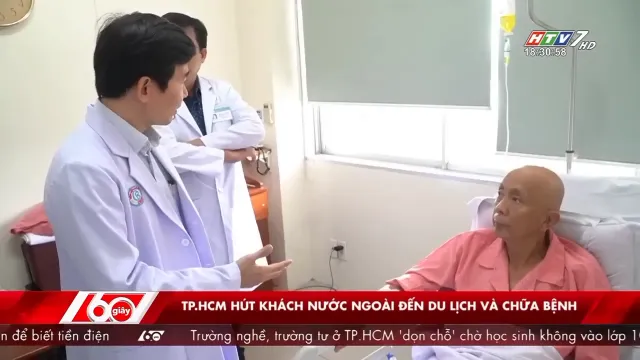 HTV7 HD
18:30:58
60 giây
TP.HCM HÚT KHÁCH NƯỚC NGOÀI ĐẾN DU LỊCH VÀ CHỮA BỆNH
ên để biết tiền điện 60s Trường nghề, trường tư ở TP.HCM 'dọn chỗ' chờ học sinh không vào lớp 1